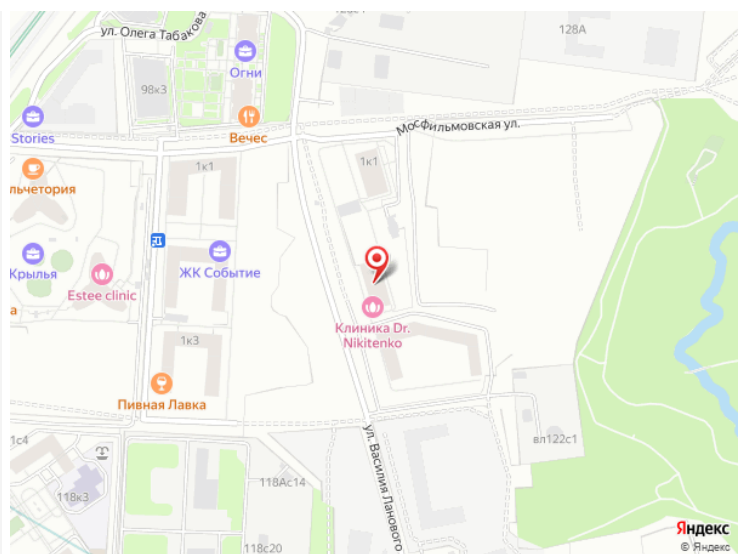 128А
ул. Олега Табакова
Огни
98к3
Stories
Вечес
Мосфильмовская ул.
1к1
1к1
льчетория
Крылья
ЖК Событие
Estee clinic
а
Клиника Dr.
Nikitenko
1к3
Пивная Лавка
ул. Василия Ланового
1с4
вл122с1
118к3
118Ас14
118с20
Яндекс
© Яндекс